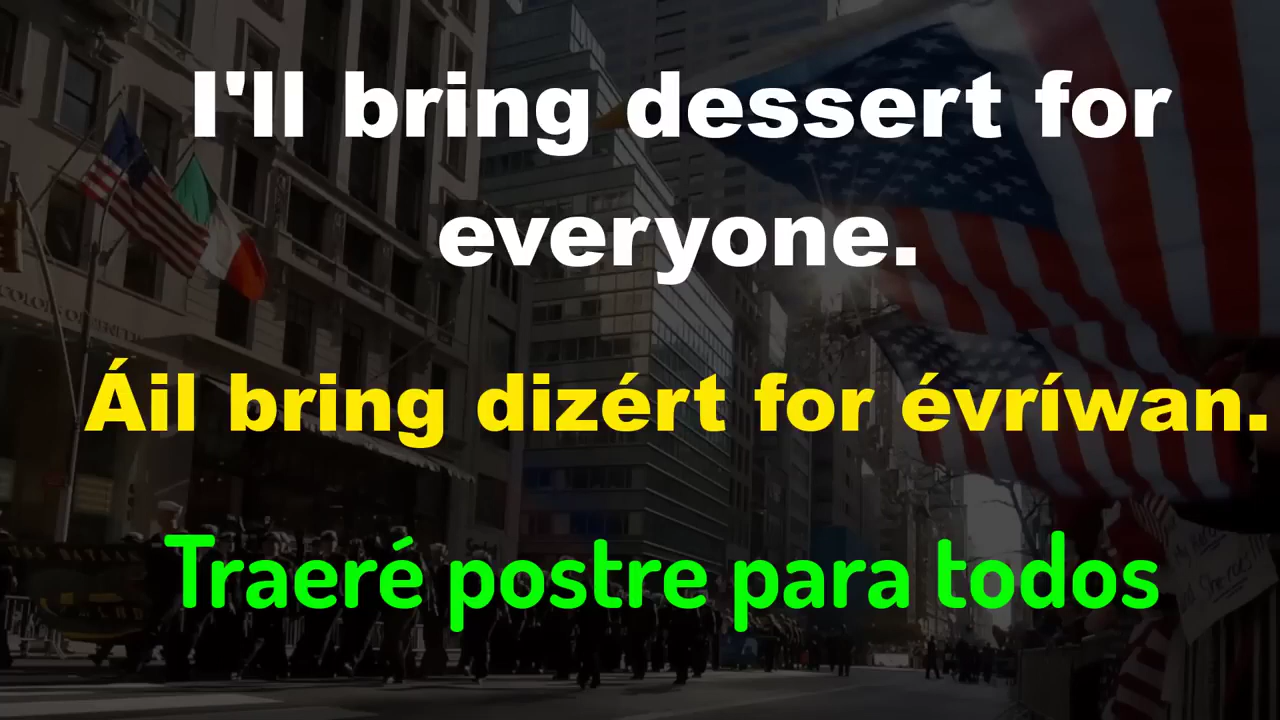 I'll bring dessert for
everyone.
Áil bring dizért for évríwan.
Traeré postre para todos